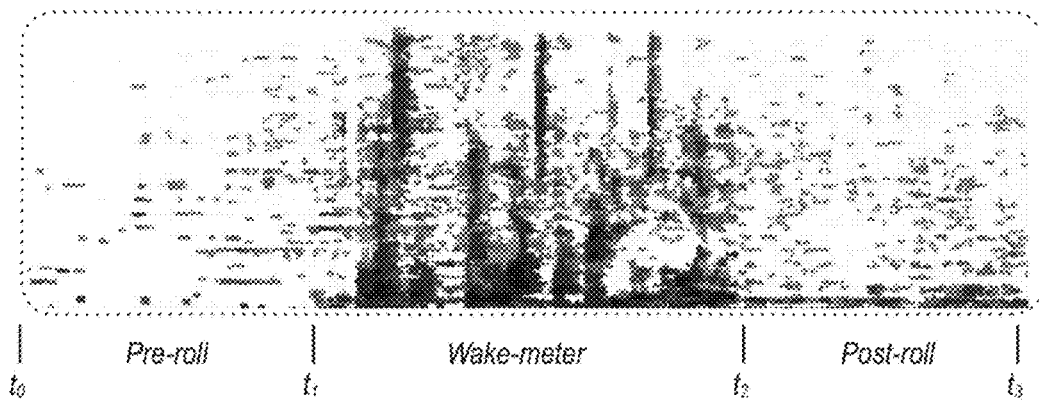 Pre-roll Wake-meter Post-roll
t₀ t₁ t₂ t₃